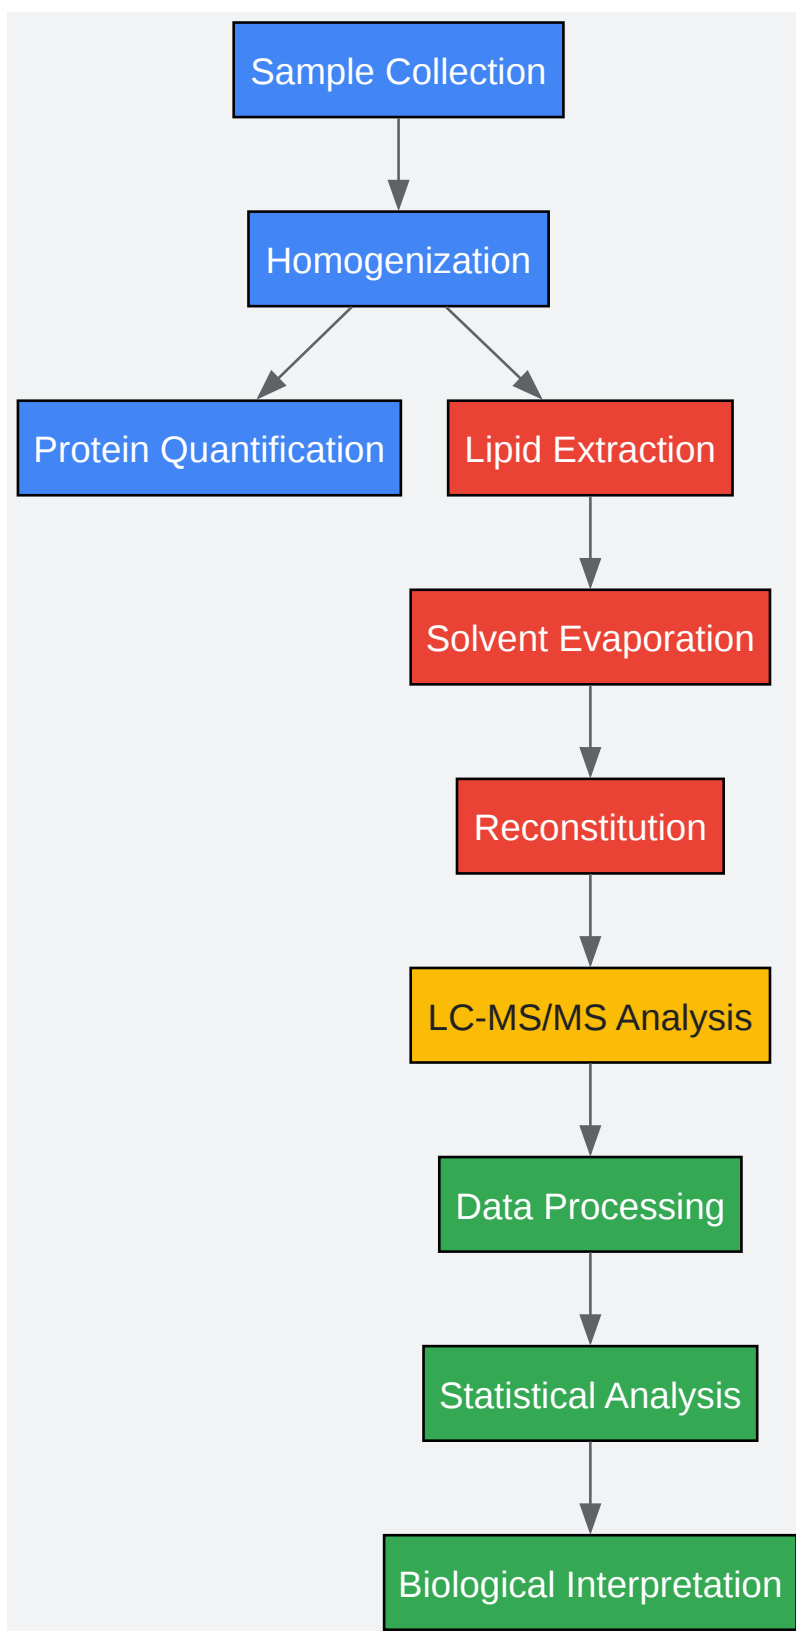 Sample Collection
Homogenization
Protein Quantification
Lipid Extraction
Solvent Evaporation
Reconstitution
LC-MS/MS Analysis
Data Processing
Statistical Analysis
Biological Interpretation